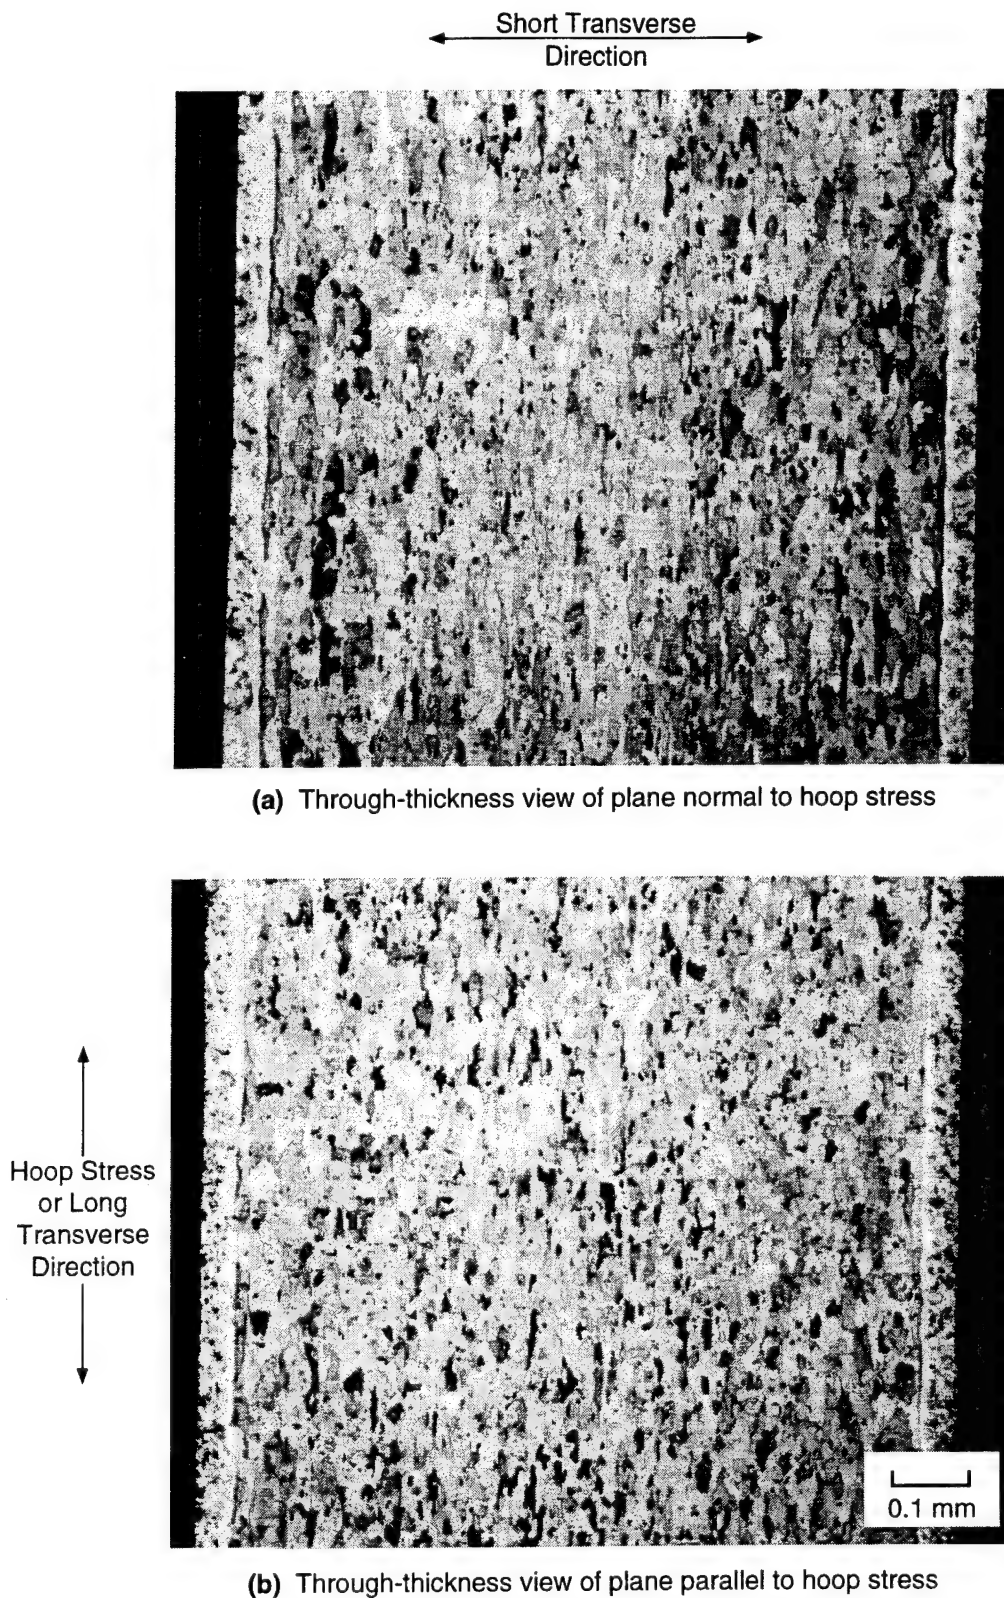 Short Transverse
Direction
(a) Through-thickness view of plane normal to hoop stress
Hoop Stress
or Long
Transverse
Direction
0.1 mm
(b) Through-thickness view of plane parallel to hoop stress